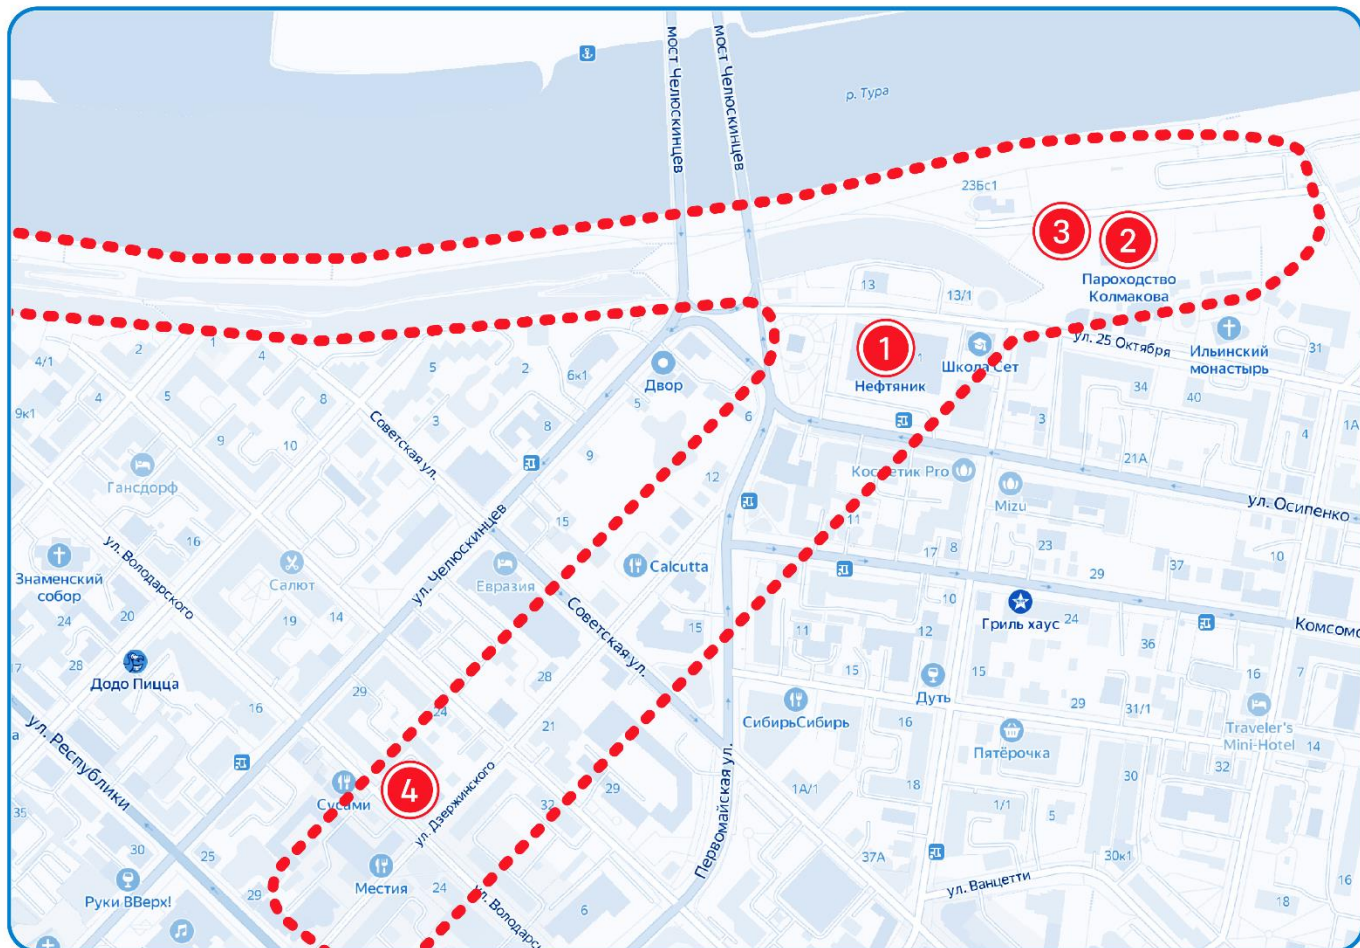 мост Челюскинцев
мост Челюскинцев
р. Тура
23Бс1
3
2
Пароходство
Колмакова
13
13/1
1
Нефтяник
Школа Сет
ул. 25 Октября
Ильинский
монастырь
31
4/1
2
1
4
5
2
6к1
Двор
5
6
34
40
9к1
4
5
8
3
Советская ул.
8
9
3
4
1А
9
10
12
21А
Гансдорф
Косметик Pro
Mizu
ул. Осипенко
16
15
11
ул. Челюскинцев
ул. Володарского
Знаменский
собор
Салют
Евразия
Calcutta
17
8
23
29
37
10
24
20
19
14
Советская ул.
15
10
11
12
Гриль хаус
24
36
Комсомо
17
28
Додо Пицца
16
29
24
28
21
15
15
29
31/1
7
СибирьСибирь
Дуть
16
Пятёрочка
Traveler's
Mini-Hotel
14
ул. Республики
Сусами
4
ул. Дзержинского
32
29
Первомайская ул.
1А/1
18
1/1
5
30
32
35
30
25
37А
30к1
16
18
Руки ВВерх!
29
Местия
24
ул. Володарс
6
ул. Ванцетти